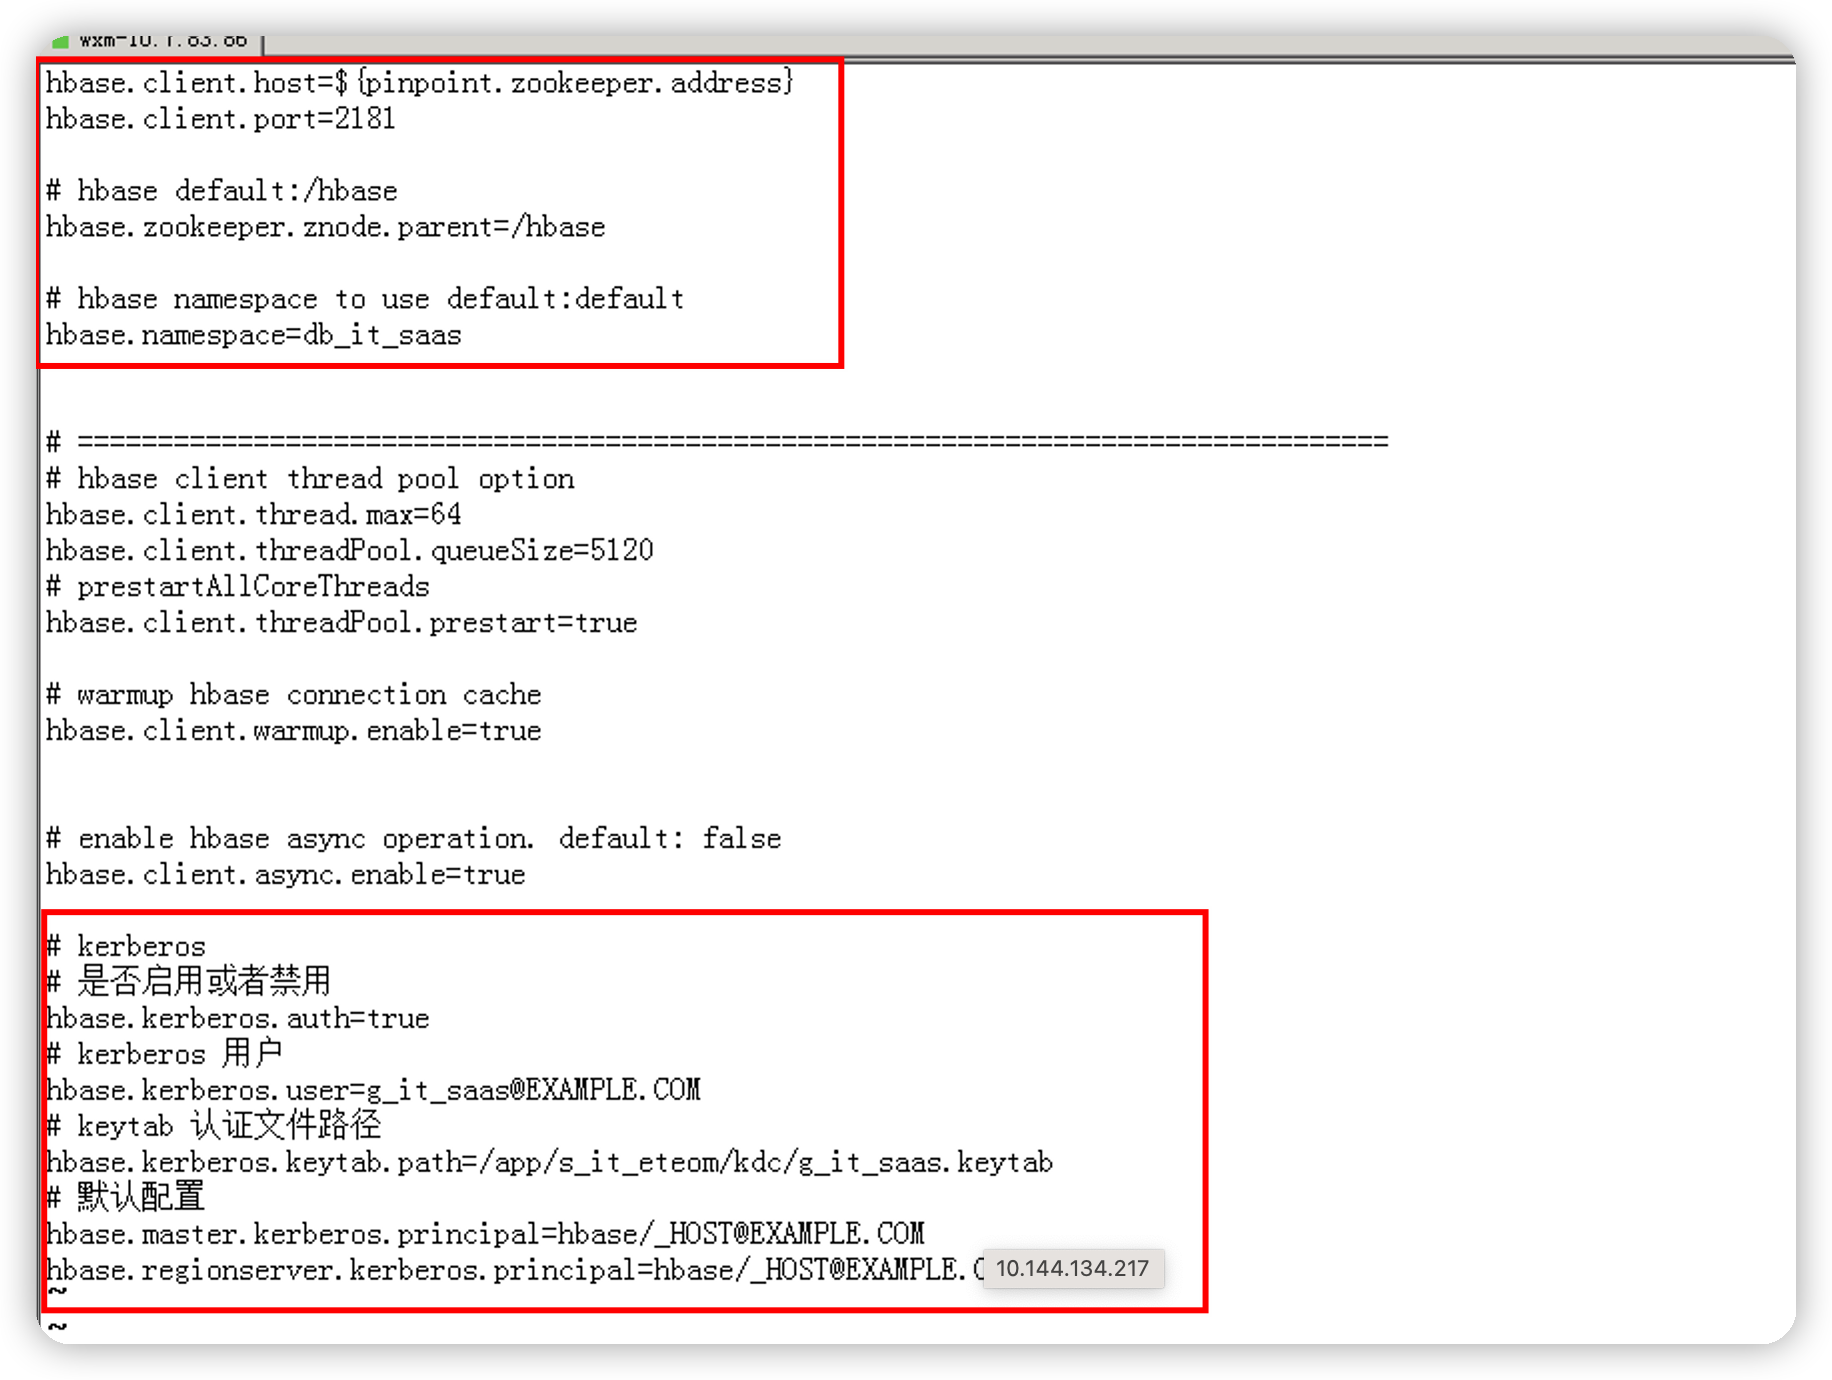 wxm-10.1.83.86
hbase.client.host=${pinpoint.zookeeper.address}
hbase.client.port=2181
# hbase default:/hbase
hbase.zookeeper.znode.parent=/hbase
# hbase namespace to use default:default
hbase.namespace=db_it_saas
# ==================================================================================
# hbase client thread pool option
hbase.client.thread.max=64
hbase.client.threadPool.queueSize=5120
# prestartAllCoreThreads
hbase.client.threadPool.prestart=true
# warmup hbase connection cache
hbase.client.warmup.enable=true
# enable hbase async operation. default: false
hbase.client.async.enable=true
# kerberos
# 是否启用或者禁用
hbase.kerberos.auth=true
# kerberos 用户
hbase.kerberos.user=g_it_saas@EXAMPLE.COM
# keytab 认证文件路径
hbase.kerberos.keytab.path=/app/s_it_eteom/kdc/g_it_saas.keytab
# 默认配置
hbase.master.kerberos.principal=hbase/_HOST@EXAMPLE.COM
hbase.regionserver.kerberos.principal=hbase/_HOST@EXAMPLE.C
10.144.134.217
~
~